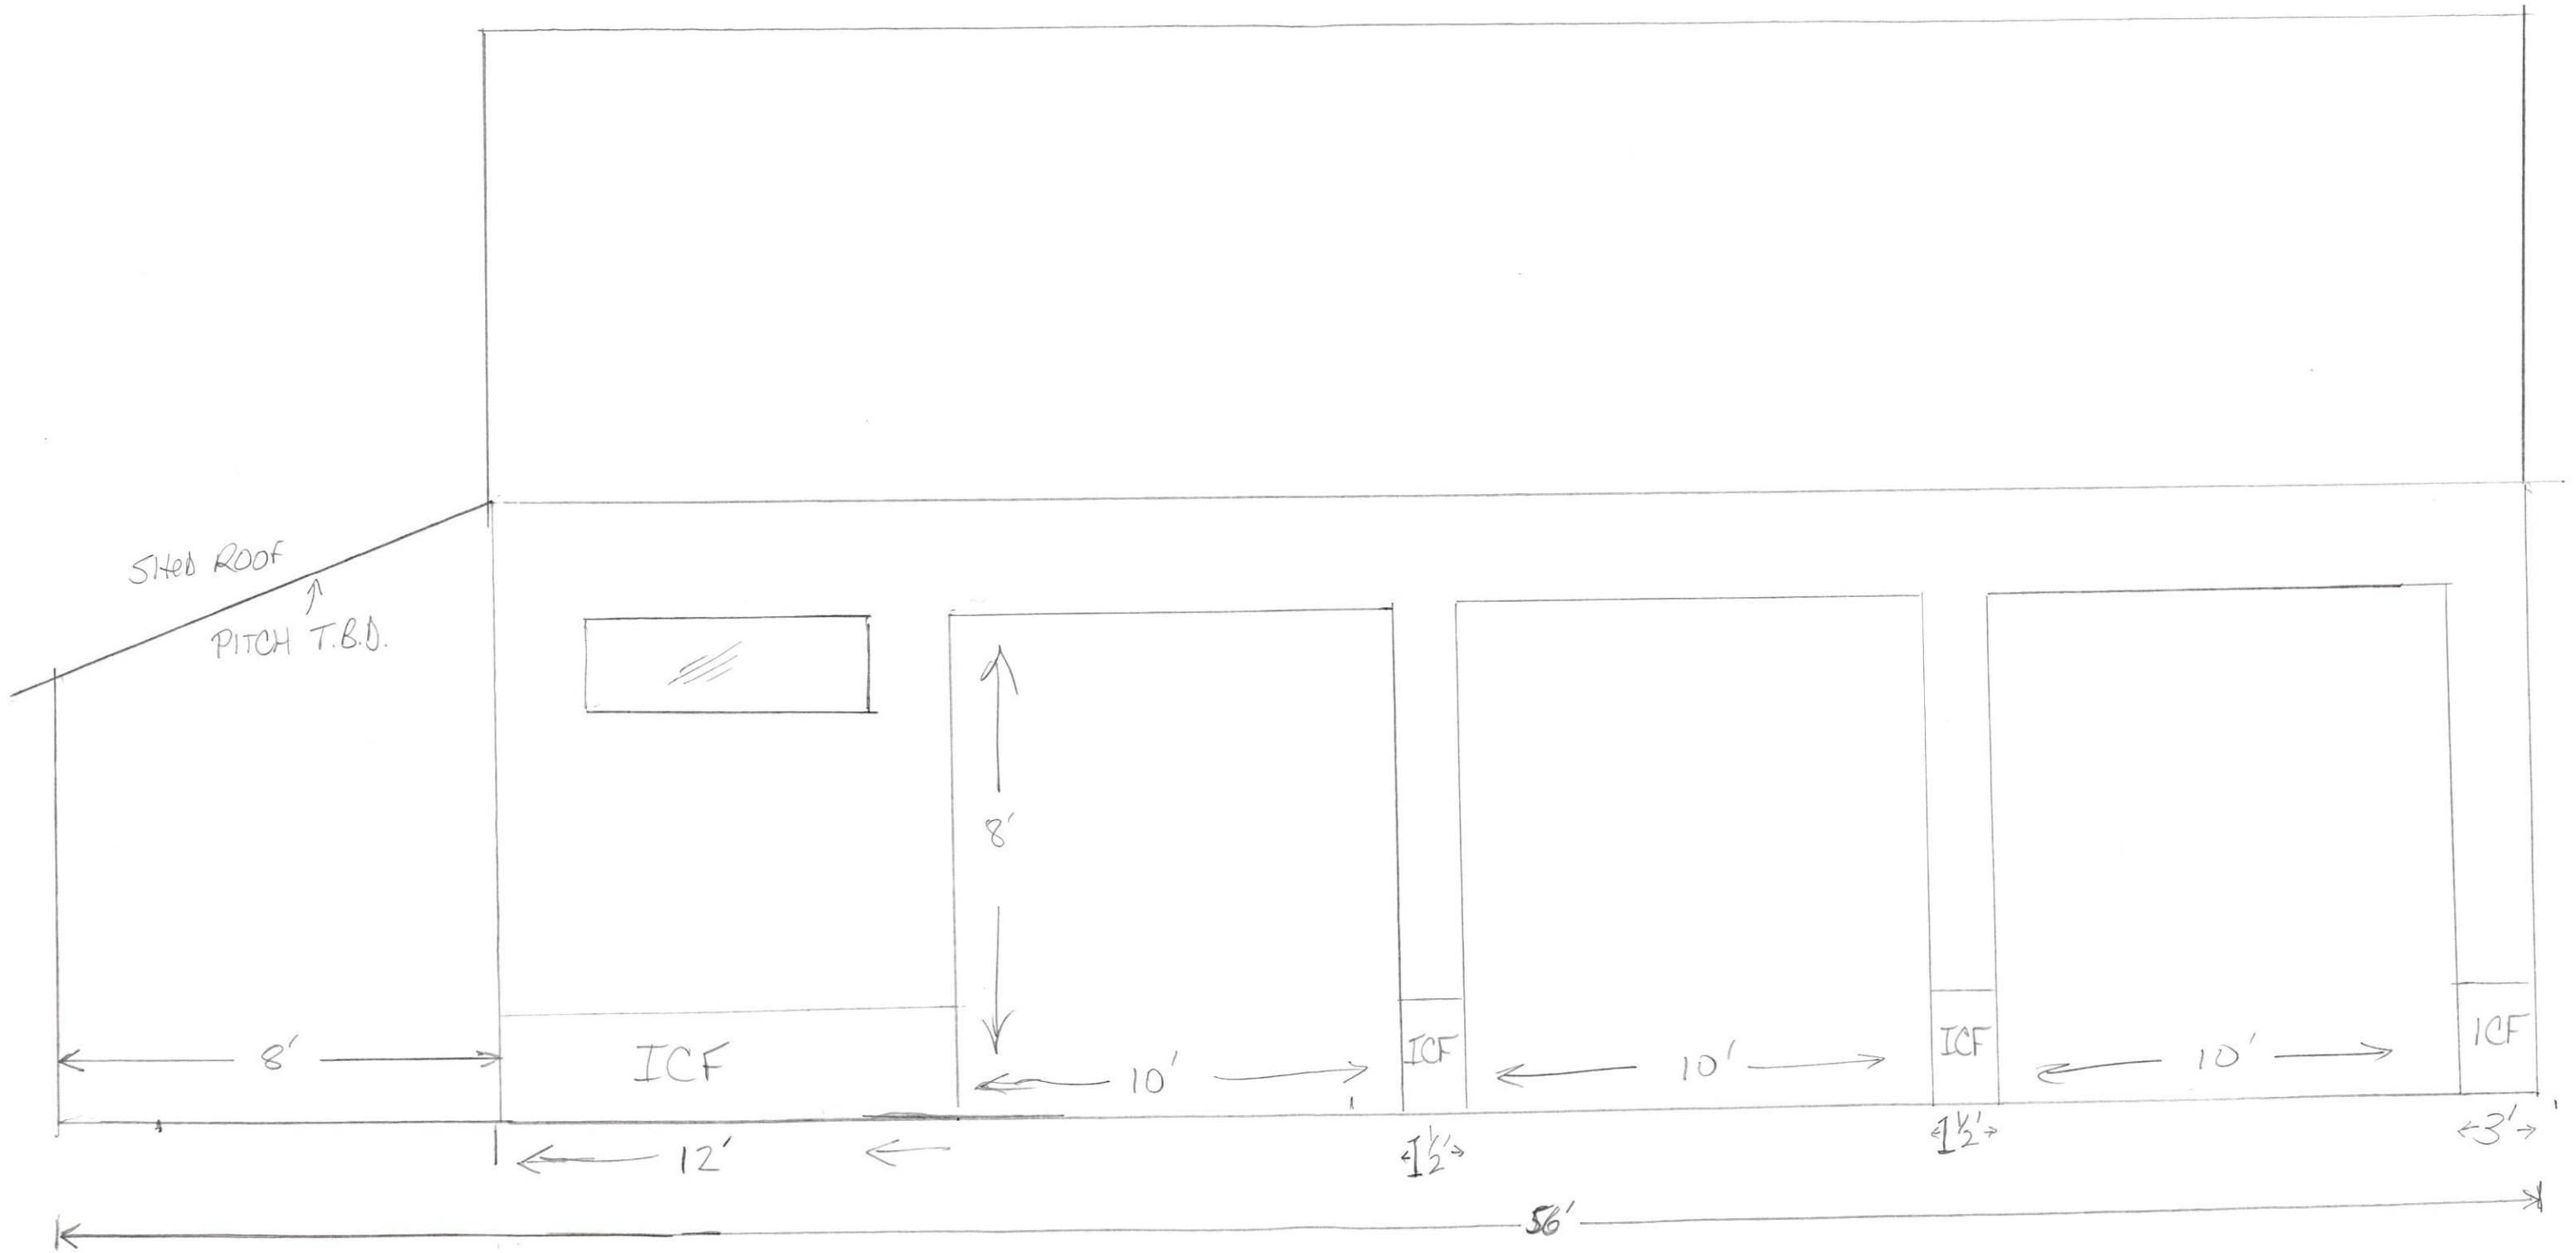 SHED ROOF
PITCH T.B.D.
8'
8'
ICF
10'
ICF
10'
ICF
10'
ICF
12'
1½'
1½'
3'
56'